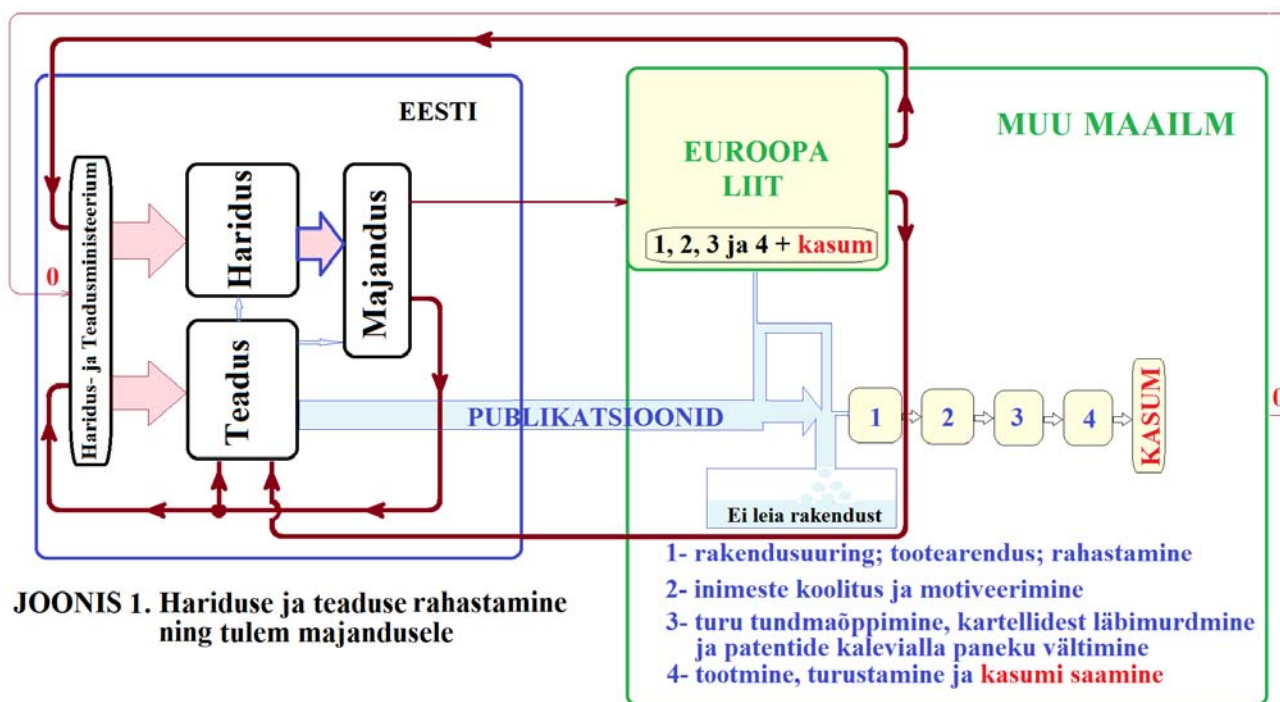 EESTI
Haridus- ja Teadusministeerium
0
Haridus
Majandus
Teadus
PUBLIKATSIOONID
EUROOPA
LIIT
1, 2, 3 ja 4 + kasum
MUU MAAILM
1
2
3
4
KASUM
0
Ei leia rakendust
1- rakendusuuring; tootearendus; rahastamine
2- inimeste koolitus ja motiveerimine
3- turu tundmaõppimine, kartellidest läbimurdmine
ja patentide kalevialla paneku vältimine
4- tootmine, turustamine ja kasumi saamine
JOONIS 1. Hariduse ja teaduse rahastamine
ning tulem majandusele